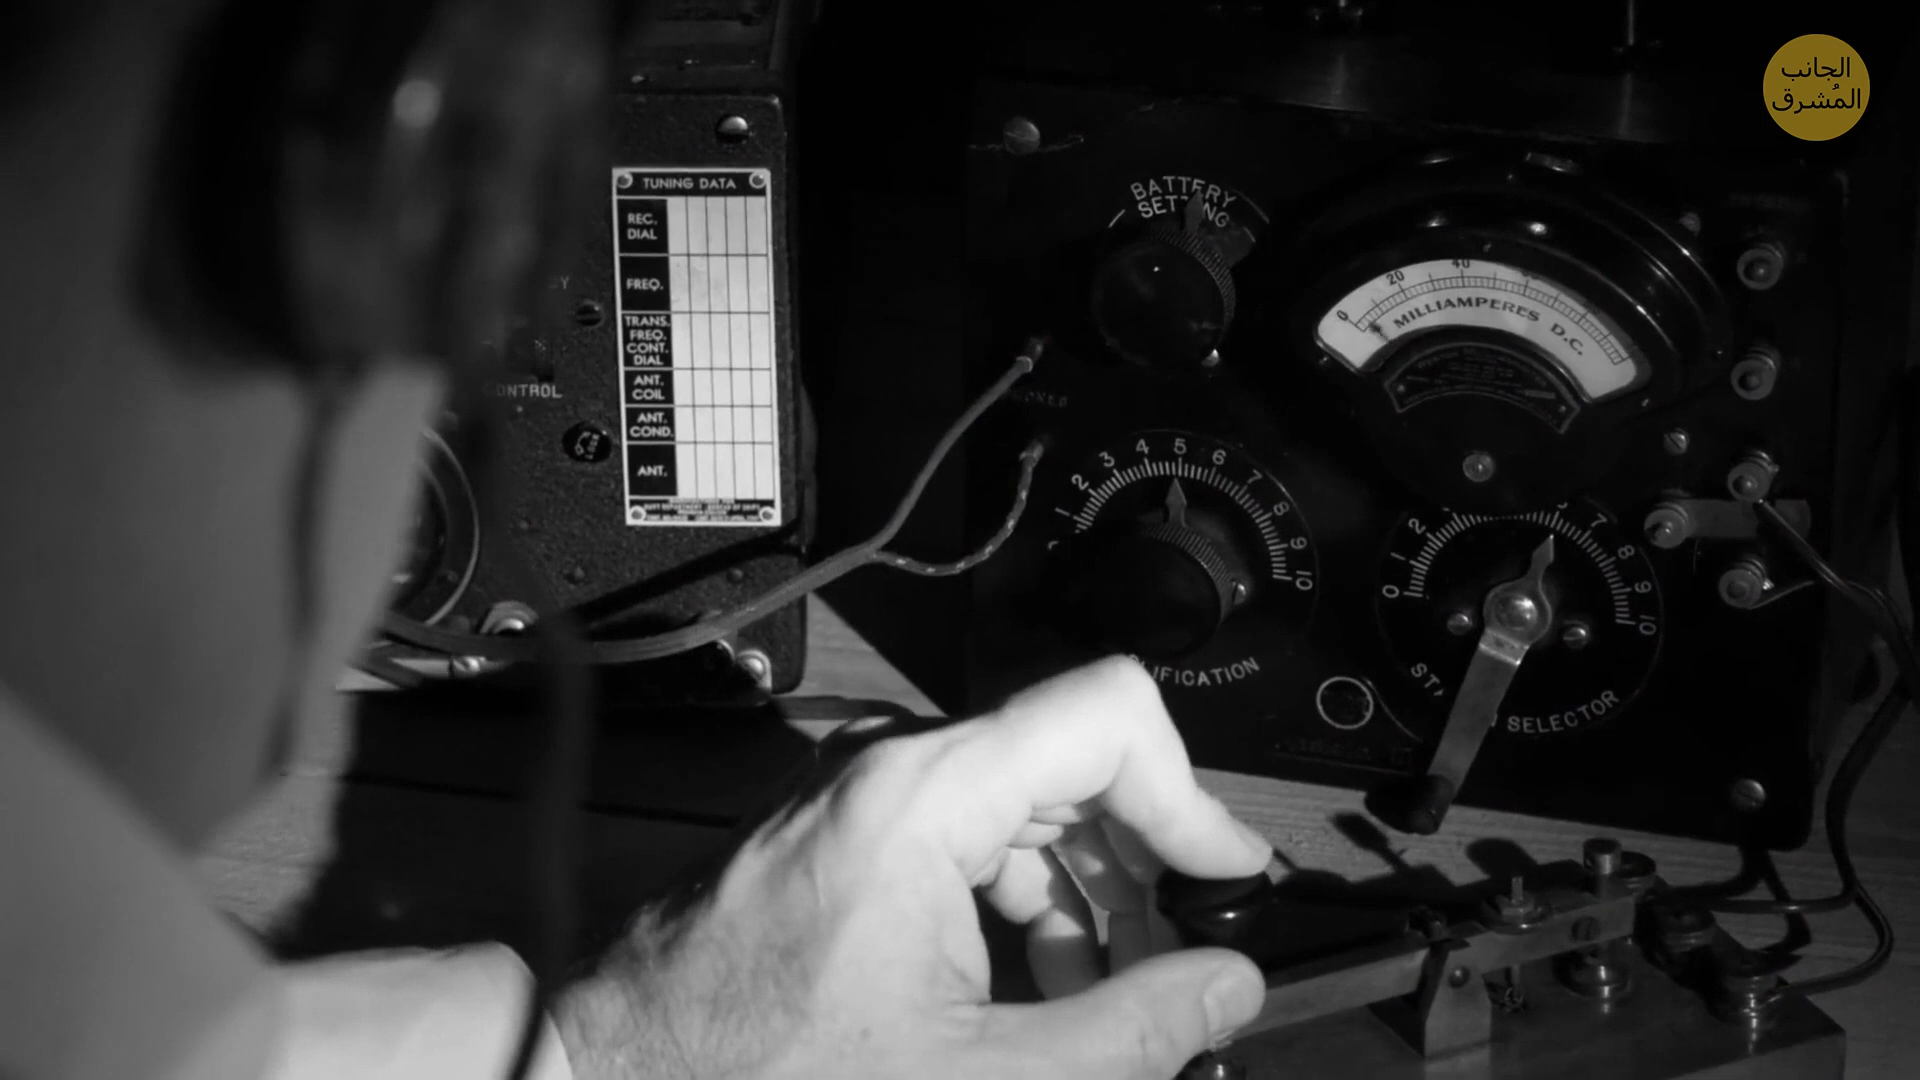 الجانب
المُشرق
TUNING DATA
REC.
DIAL
FREQ.
TRANS.
FREQ.
CONT.
DIAL
ANT.
COIL
ANT.
COND.
ANT.
BATTERY
SETTING
0 20 40
MILLIAMPERES D.C.
1 2 3 4 5 6 7 8 9 10
0 1 2 7 8 9 10
SELECTOR